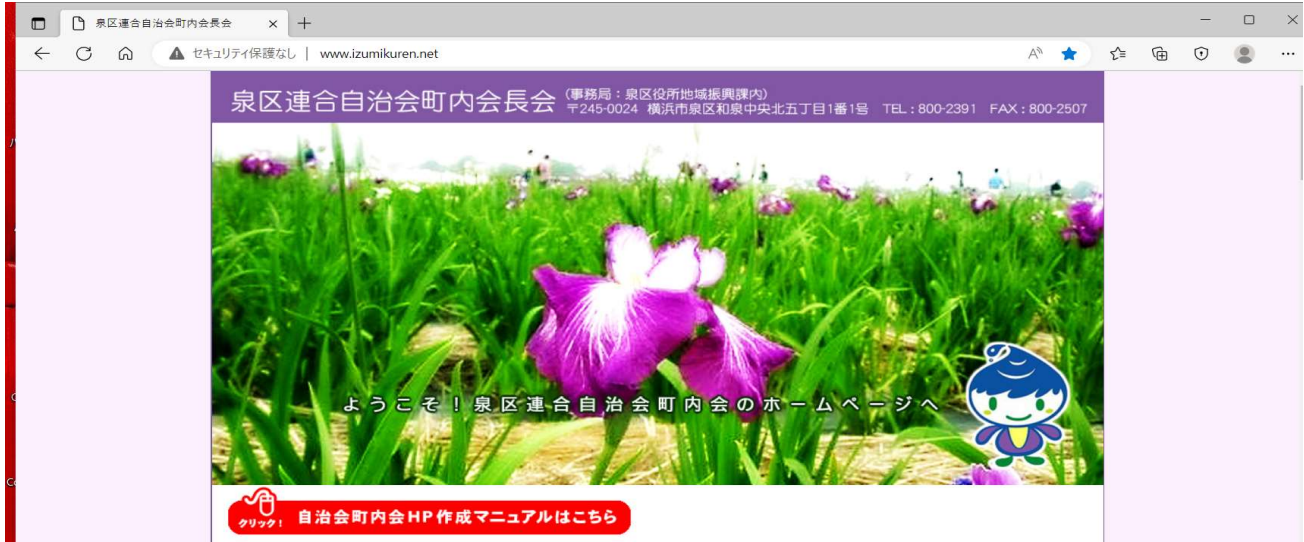 泉区連合自治会町内会長会
セキュリティ保護なし | www.izumikuren.net
泉区連合自治会町内会長会
(事務局:泉区役所地域振興課内)
〒245-0024 横浜市泉区和泉中央北五丁目1番1号 TEL:800-2391 FAX:800-2507
ようこそ!泉区連合自治会町内会のホームページへ
クリック!
自治会町内会HP作成マニュアルはこちら